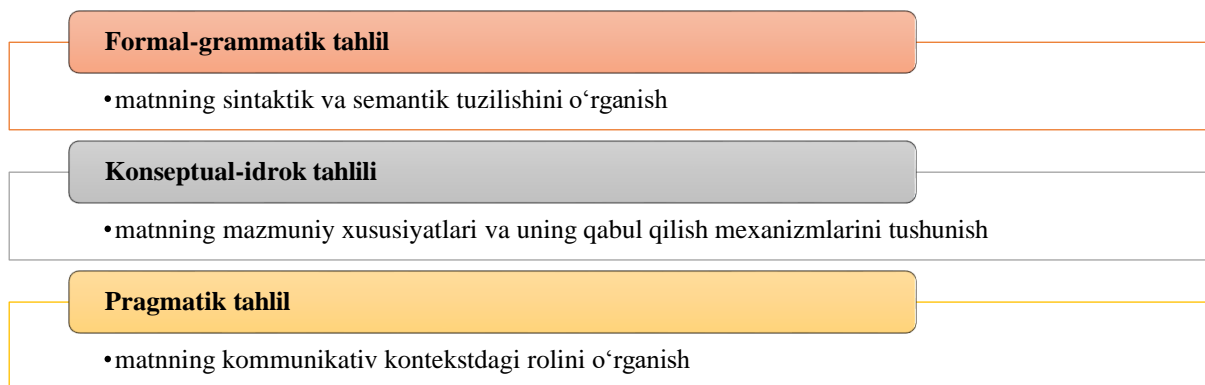 Formal-grammatik tahlil
•matnning sintaktik va semantik tuzilishini o‘rganish
Konseptual-idrok tahlili
•matnning mazmuniy xususiyatlari va uning qabul qilish mexanizmlarini tushunish
Pragmatik tahlil
•matnning kommunikativ kontekstdagi rolini o‘rganish